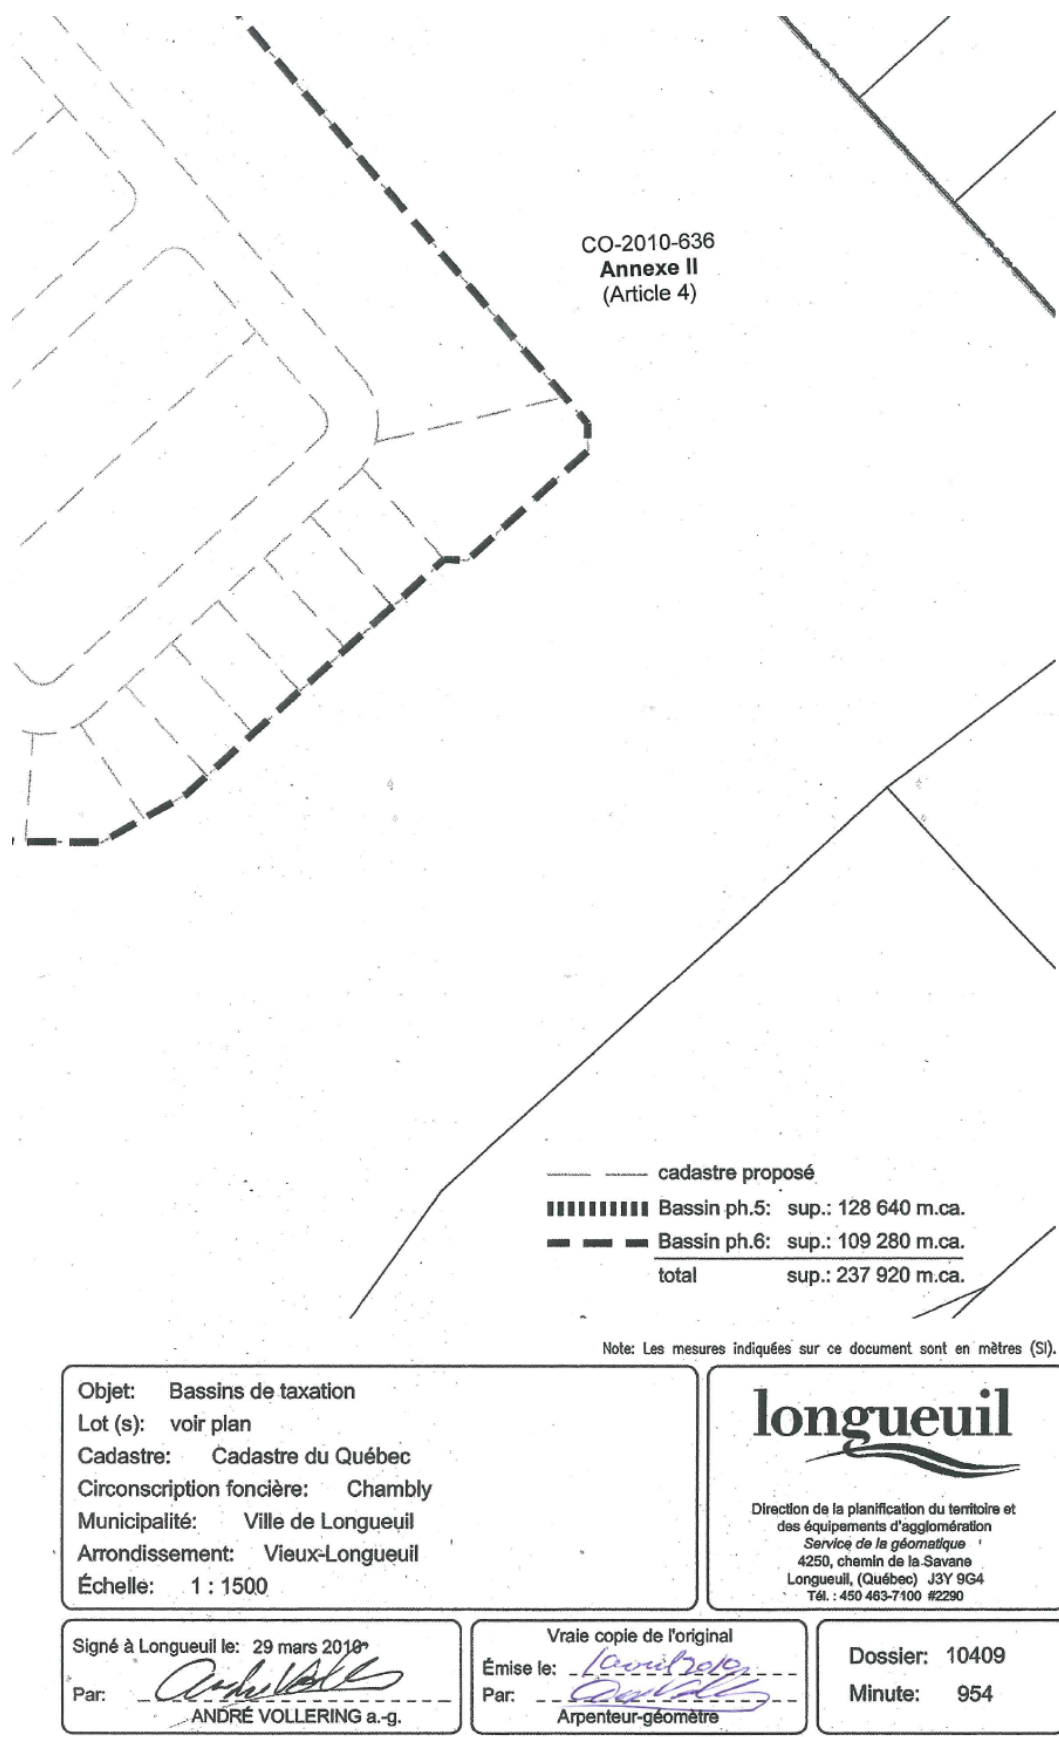 CO-2010-636
Annexe II
(Article 4)
cadastre proposé
Bassin ph.5: sup.: 128 640 m.ca.
Bassin ph.6: sup.: 109 280 m.ca.
total sup.: 237 920 m.ca.
Note: Les mesures indiquées sur ce document sont en mètres (SI).
Objet: Bassins de taxation
Lot (s): voir plan
Cadastre: Cadastre du Québec
Circonscription foncière: Chambly
Municipalité: Ville de Longueuil
Arrondissement: Vieux-Longueuil
Échelle: 1 : 1500
longueuil
Direction de la planification du territoire et
des équipements d'agglomération
Service de la géomatique
4250, chemin de la Savane
Longueuil, (Québec) J3Y 9G4
Tél. : 450 463-7100 #2290
Signé à Longueuil le: 29 mars 2010
Par:
ANDRÉ VOLLERING a.-g.
Vraie copie de l'original
Émise le: 1 avril 2010
Par:
Arpenteur-géomètre
Dossier: 10409
Minute: 954